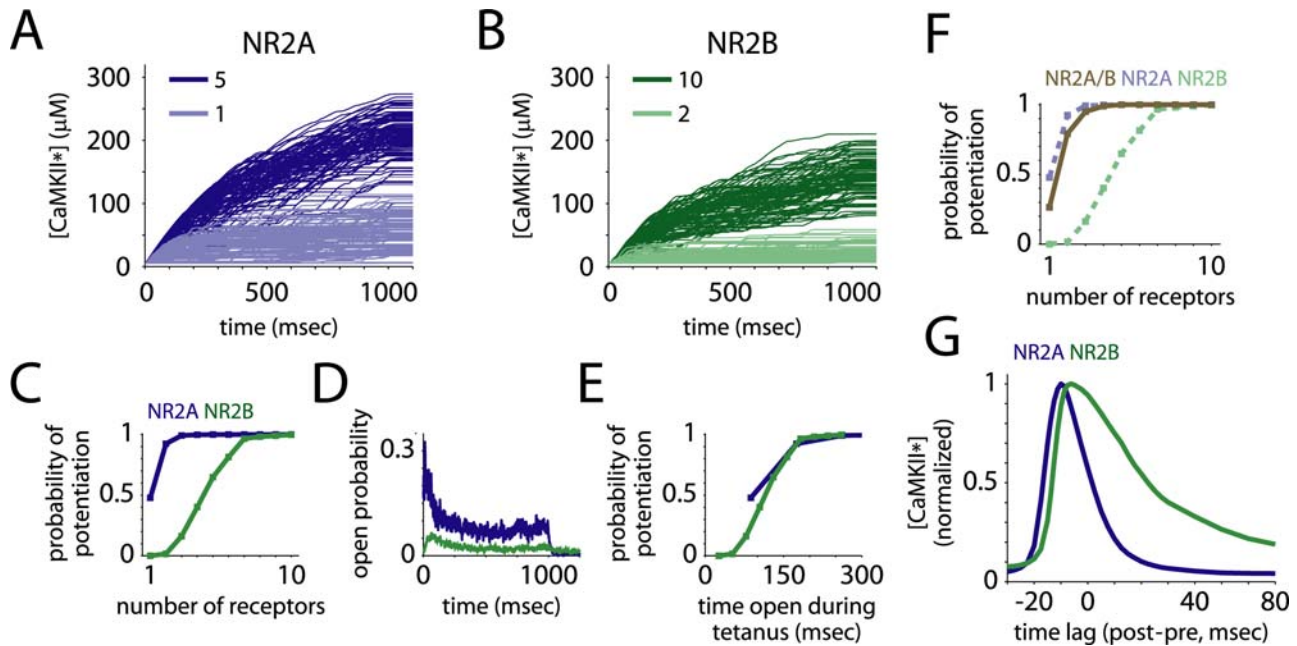 A
NR2A
[CaMKII*] (μM)
300
200
100
0
5
1
0
500
1000
time (msec)
B
NR2B
[CaMKII*] (μM)
300
200
100
0
10
2
0
500
1000
time (msec)
F
NR2A/B NR2A NR2B
probability of
potentiation
1
0.5
0
1
10
number of receptors
C
NR2A NR2B
probability of
potentiation
1
0.5
0
1
10
number of receptors
D
open probability
0.3
0
0
1000
time (msec)
E
probability of
potentiation
1
0.5
0
0
150
300
time open during
tetanus (msec)
G
NR2A NR2B
[CaMKII*]
(normalized)
1
0.5
0
-20
0
40
80
time lag (post-pre, msec)